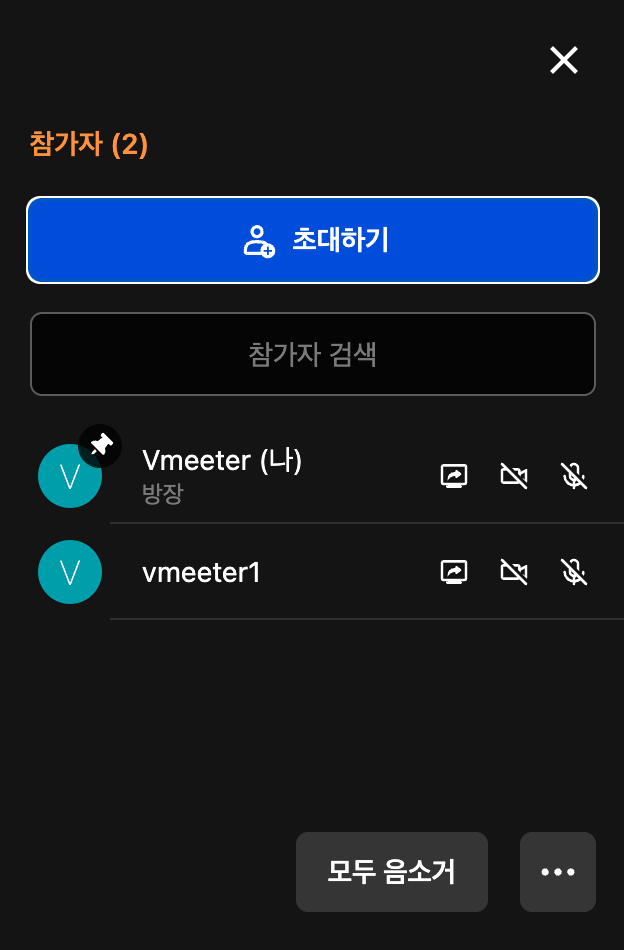 참가자 (2)
초대하기
참가자 검색
V
Vmeeter (나)
방장
V
vmeeter1
모두 음소거